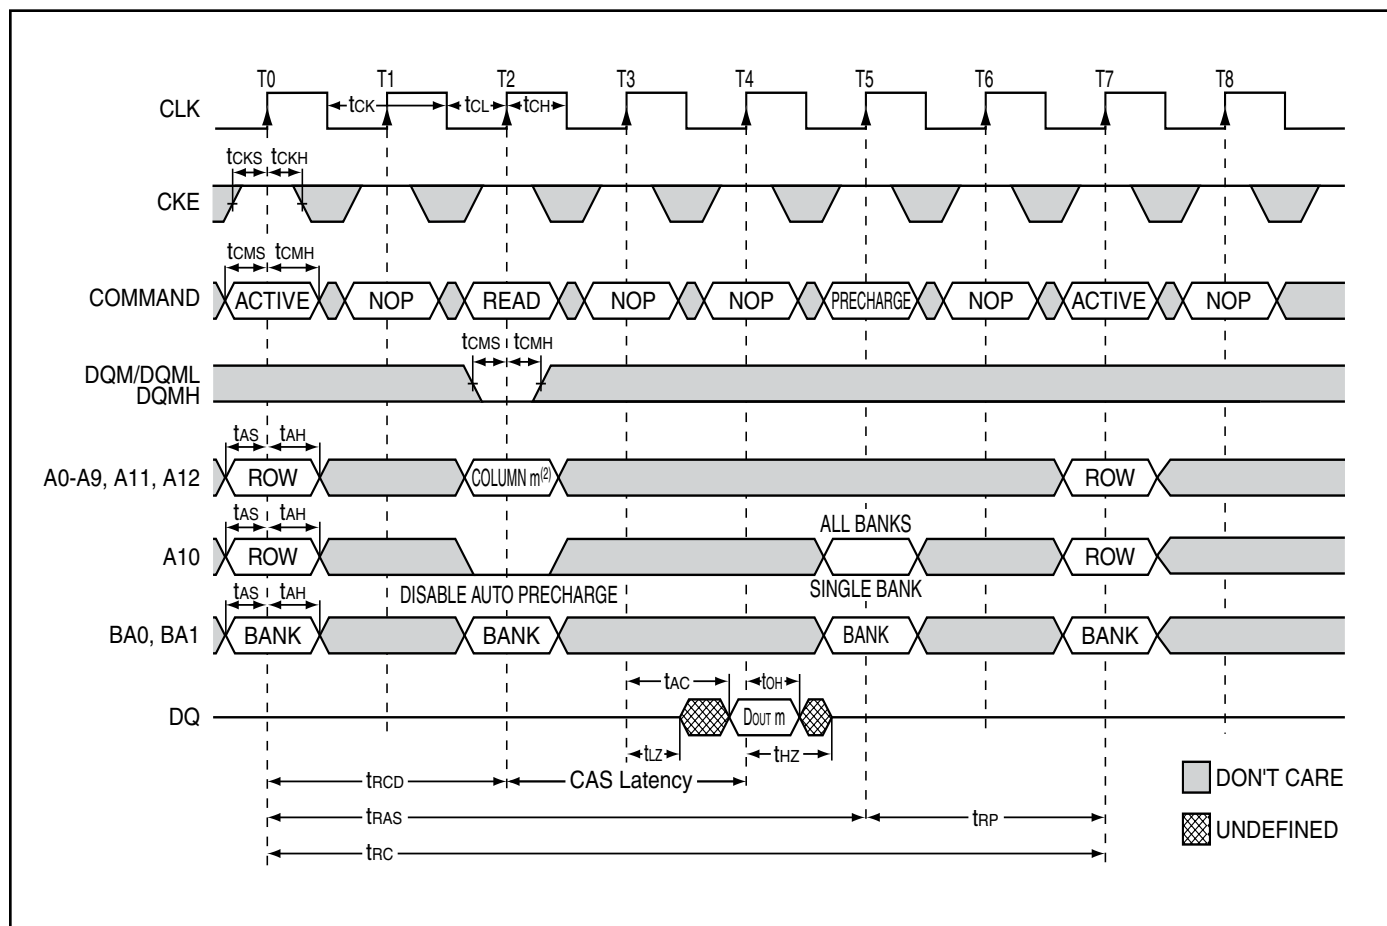 T0 T1 T2 T3 T4 T5 T6 T7 T8
CLK
tCK tCL tCH
tCKS tCKH
CKE
tCMS tCMH
COMMAND ACTIVE NOP READ NOP NOP PRECHARGE NOP ACTIVE NOP
tCMS tCMH
DQM/DQML
DQMH
tAS tAH
A0-A9, A11, A12 ROW COLUMN m(2) ROW
tAS tAH
ALL BANKS
A10 ROW ROW
DISABLE AUTO PRECHARGE
SINGLE BANK
tAS tAH
BA0, BA1 BANK BANK BANK BANK
tAC tOH
DQ DOUT m
tLZ tHZ
tRCD CAS Latency
DON'T CARE
tRAS tRP
UNDEFINED
tRC